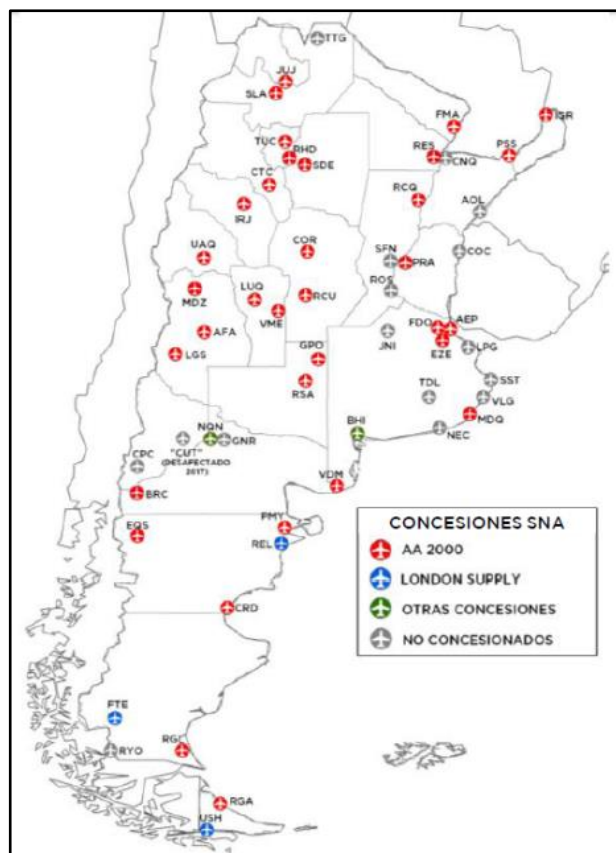 TTG
JUJ
SLA
FMA
IGR
TUC
RHD
SDE
RES
CNQ
PSS
CTC
RCQ
IRJ
AOL
UAQ
COR
SFN
PRA
COC
MDZ
LUQ
RCU
ROS
VME
AFA
FDO
AEP
JNI
EZE
LPG
LGS
GPO
RSA
TDL
SST
VLG
MDQ
NQN
GNR
BHI
NEC
CPC
"CUT"
(DESAFECTADO
2017)
VDM
BRC
EQS
PMY
REL
CRD
FTE
RYO
RGL
RGA
USH
CONCESIONES SNA
AA 2000
LONDON SUPPLY
OTRAS CONCESIONES
NO CONCESIONADOS